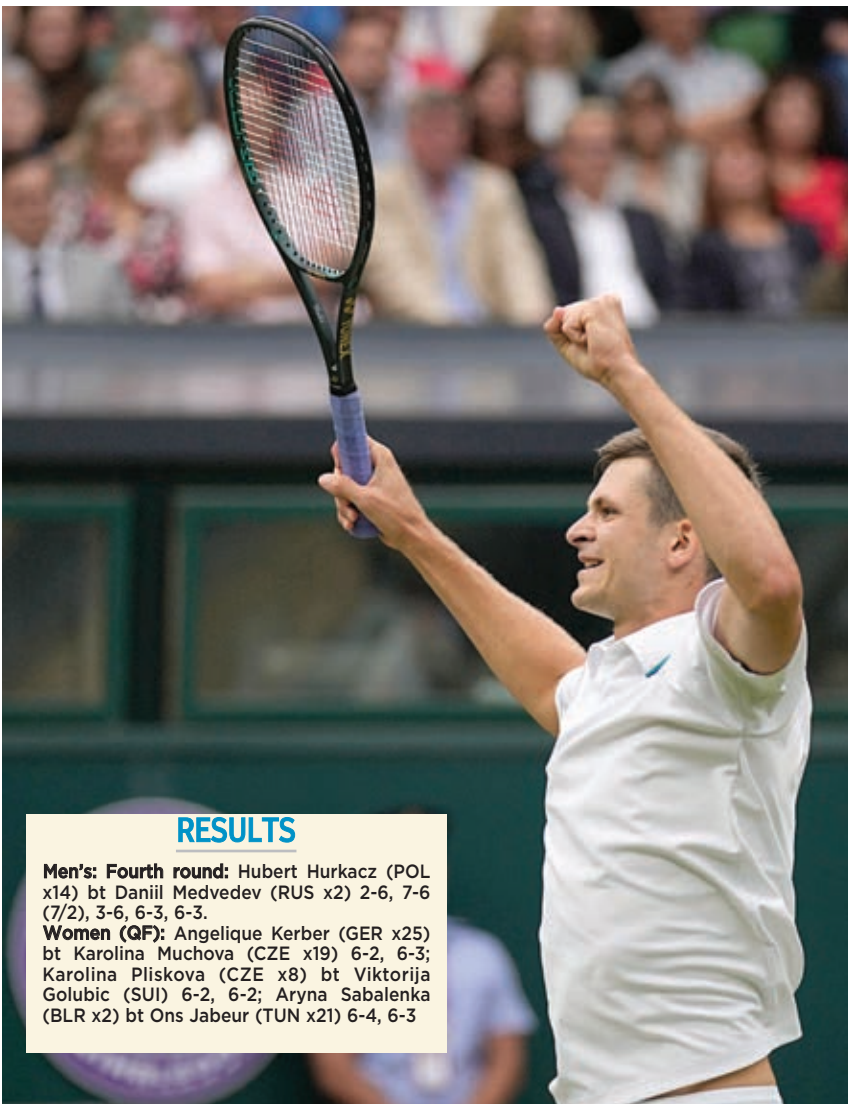 YONEX
RESULTS
Men's: Fourth round: Hubert Hurkacz (POL
x14) bt Daniil Medvedev (RUS x2) 2-6, 7-6
(7/2), 3-6, 6-3, 6-3.
Women (QF): Angelique Kerber (GER x25)
bt Karolina Muchova (CZE x19) 6-2, 6-3;
Karolina Pliskova (CZE x8) bt Viktorija
Golubic (SUI) 6-2, 6-2; Aryna Sabalenka
(BLR x2) bt Ons Jabeur (TUN x21) 6-4, 6-3